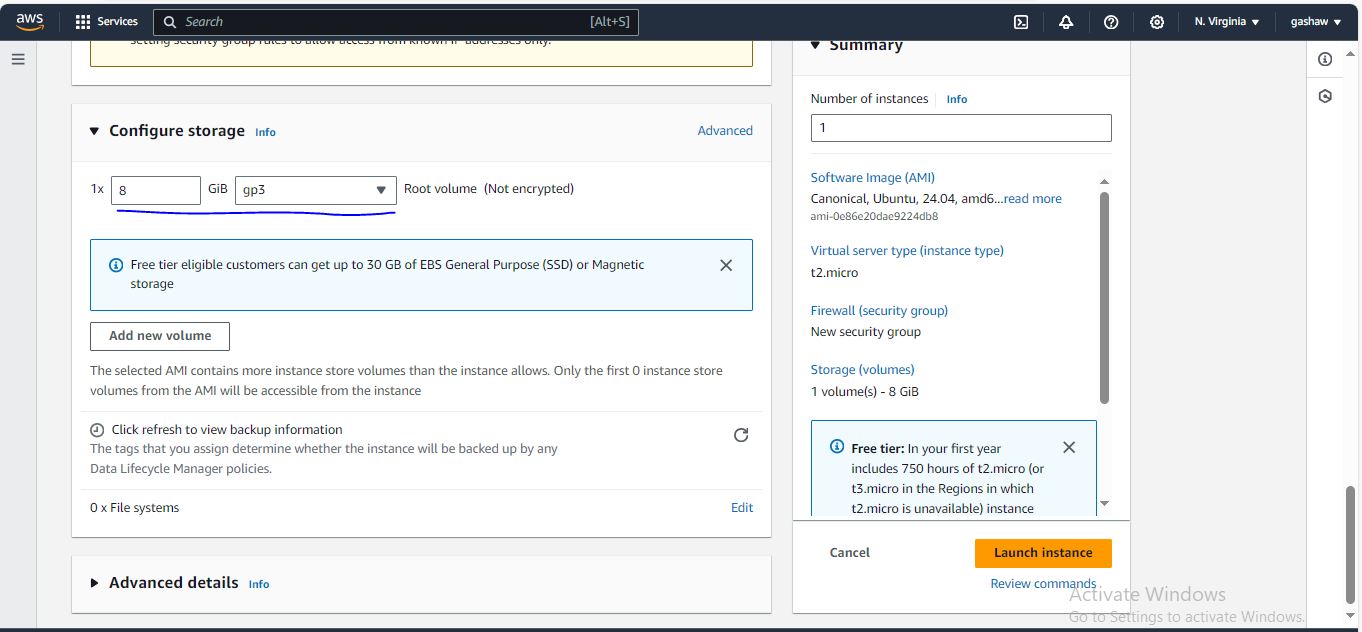 aws
Services
Search
[Alt+S]
N. Virginia
gashaw
setting security group rules to allow access from known IP addresses only.
Configure storage Info
Advanced
1x 8 GiB gp3 Root volume (Not encrypted)
Free tier eligible customers can get up to 30 GB of EBS General Purpose (SSD) or Magnetic
storage
Add new volume
The selected AMI contains more instance store volumes than the instance allows. Only the first 0 instance store
volumes from the AMI will be accessible from the instance
Click refresh to view backup information
The tags that you assign determine whether the instance will be backed up by any
Data Lifecycle Manager policies.
0 x File systems
Edit
Advanced details Info
Summary
Number of instances Info
1
Software Image (AMI)
Canonical, Ubuntu, 24.04, amd6...read more
ami-0e86e20dae9224db8
Virtual server type (instance type)
t2.micro
Firewall (security group)
New security group
Storage (volumes)
1 volume(s) - 8 GiB
Free tier: In your first year
includes 750 hours of t2.micro (or
t3.micro in the Regions in which
t2.micro is unavailable) instance
Cancel
Launch instance
Review commands
Activate Windows
Go to Settings to activate Windows.